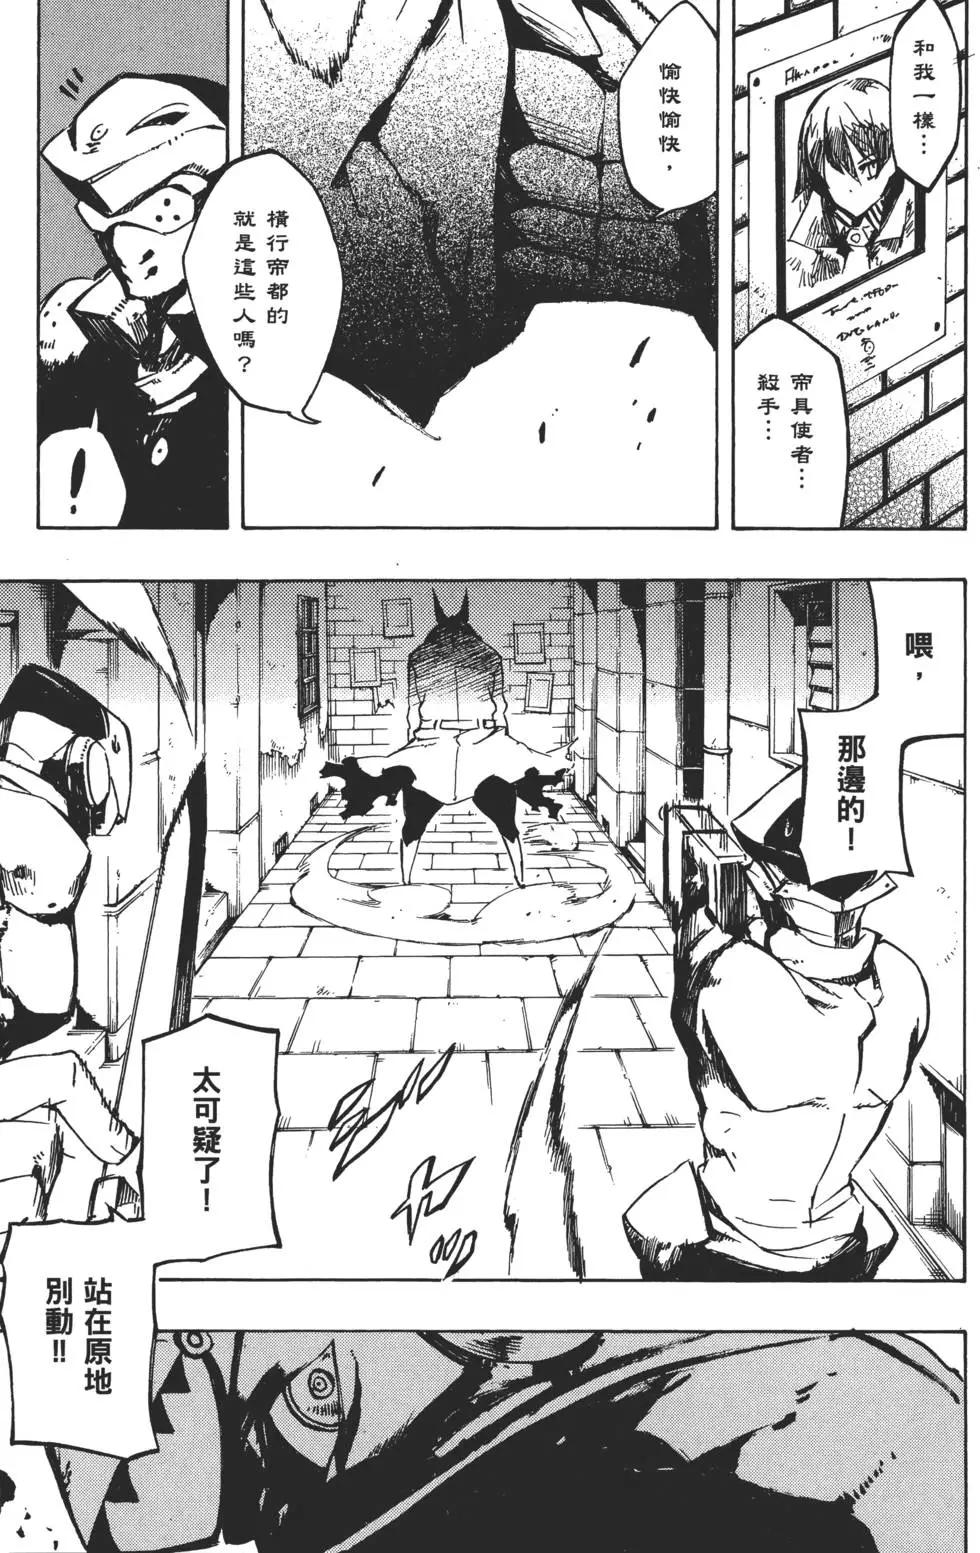 和我一樣…
帝具使者…
殺手…
愉快愉快，
橫行帝都的
就是這些人嗎？
！
喂，
那邊的！
太可疑了！
站在原地
別動!!